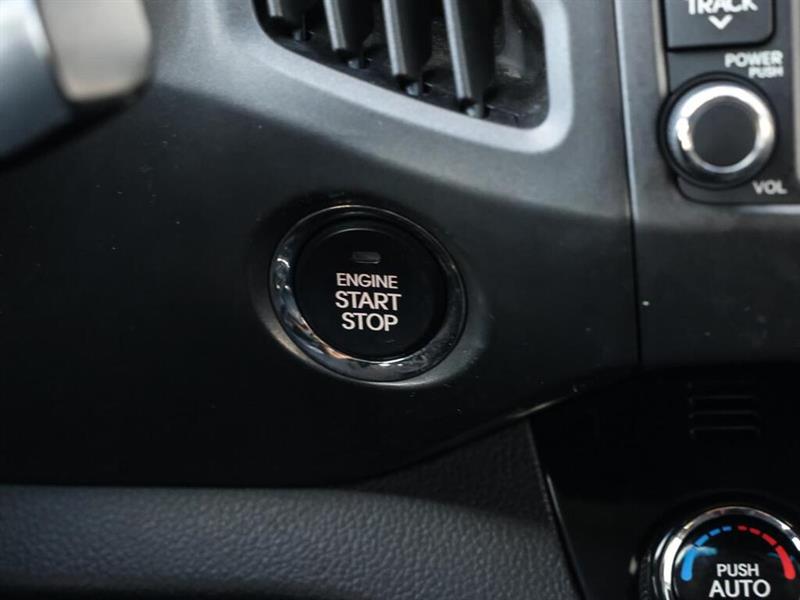 TRACK
POWER
PUSH
VOL
ENGINE
START
STOP
PUSH
AUTO